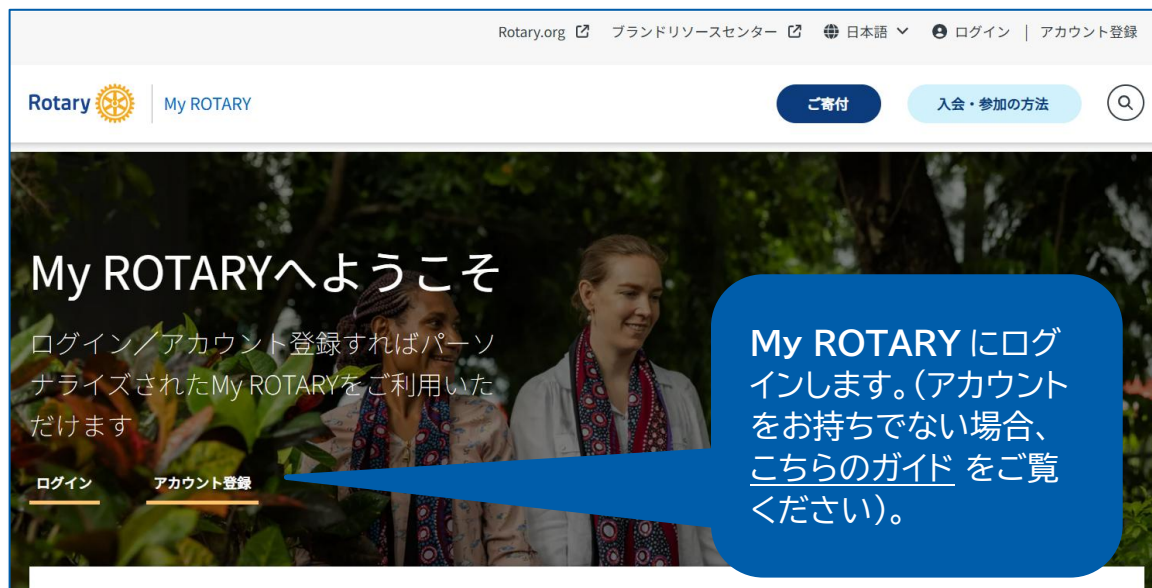 Rotary.org ブランドリソースセンター 日本語 ログイン | アカウント登録
Rotary My ROTARY ご寄付 入会・参加の方法
My ROTARYへようこそ
ログイン／アカウント登録すればパーソ
ナライズされたMy ROTARYをご利用いた
だけます
ログイン アカウント登録
My ROTARY にログ
インします。（アカウント
をお持ちでない場合、
こちらのガイド をご覧
ください）。